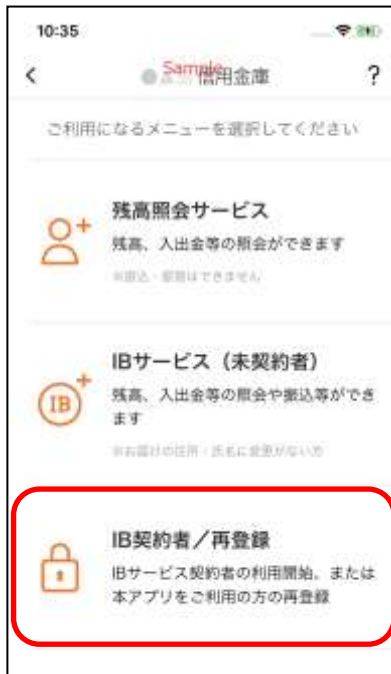 10:35
Sample 信用金庫
?
ご利用になるメニューを選択してください
残高照会サービス
残高、入出金等の照会ができます
※振込・振替はできません
IBサービス（未契約者）
IB
残高、入出金等の照会や振込等ができ
ます
※お届けの住所・氏名に変更がない方
IB契約者／再登録
IBサービス契約者の利用開始、または
本アプリをご利用の方の再登録